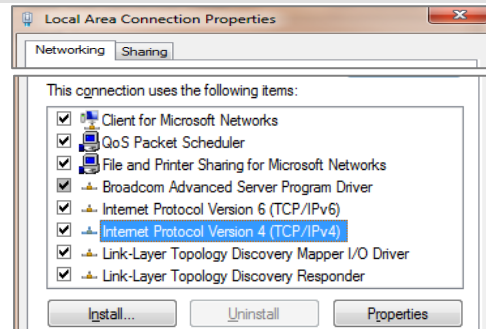 Local Area Connection Properties
Networking Sharing
This connection uses the following items:
Client for Microsoft Networks
QoS Packet Scheduler
File and Printer Sharing for Microsoft Networks
Broadcom Advanced Server Program Driver
Internet Protocol Version 6 (TCP/IPv6)
Internet Protocol Version 4 (TCP/IPv4)
Link-Layer Topology Discovery Mapper I/O Driver
Link-Layer Topology Discovery Responder
Install... Uninstall Properties